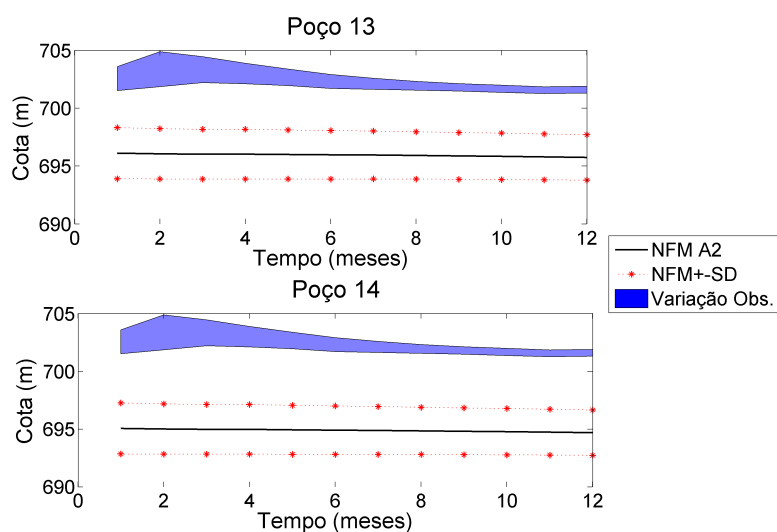 Poço 13
705
700
695
690
Cota (m)
0 2 4 6 8 10 12
Tempo (meses)
NFM A2
NFM+-SD
Variação Obs.
Poço 14
705
700
695
690
Cota (m)
0 2 4 6 8 10 12
Tempo (meses)